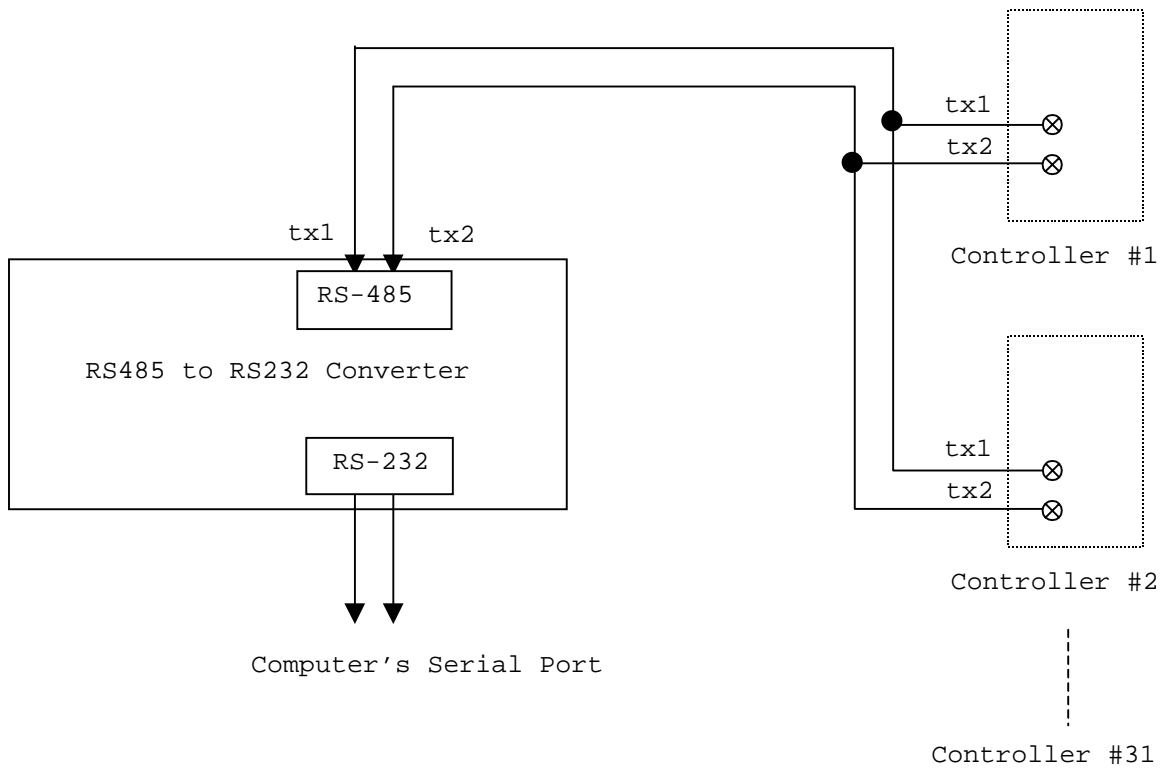 tx1
tx2
Controller #1
tx1
tx2
RS-485
RS485 to RS232 Converter
RS-232
tx1
tx2
Controller #2
Computer's Serial Port
Controller #31